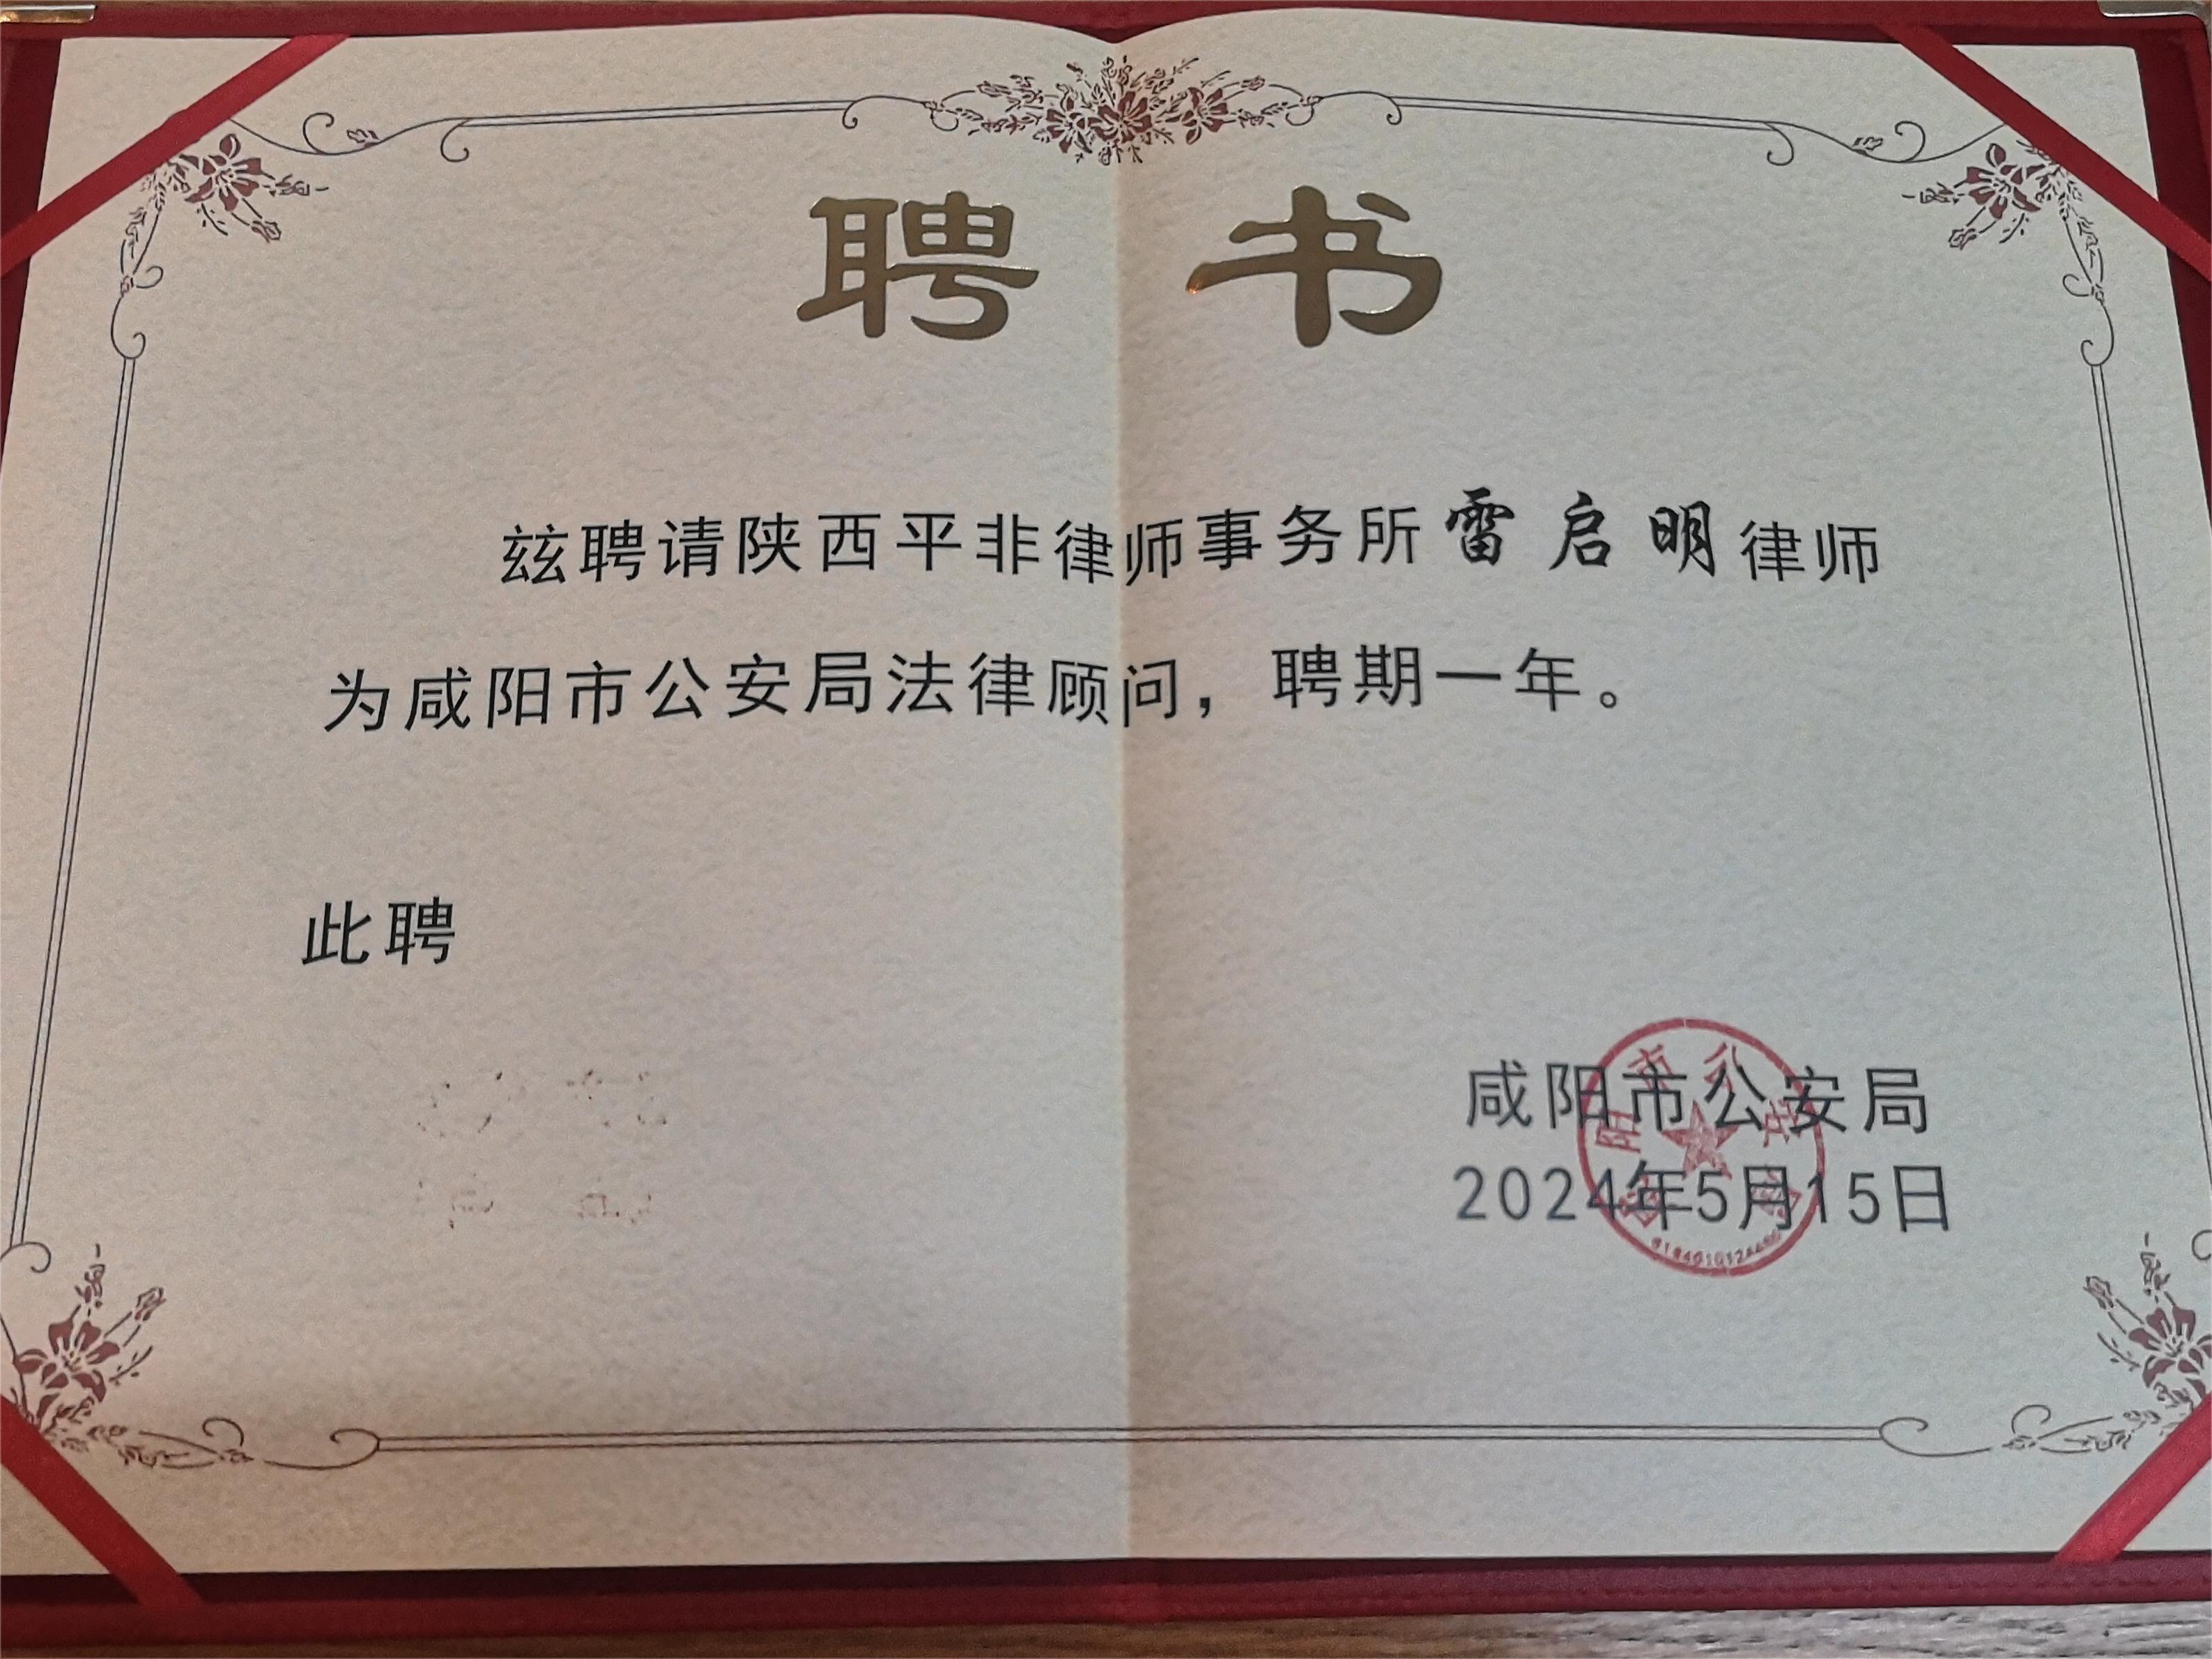 聘书
兹聘请陕西平非律师事务所雷启明律师
为咸阳市公安局法律顾问，聘期一年。
此聘
咸阳市公安局
2024年5月15日